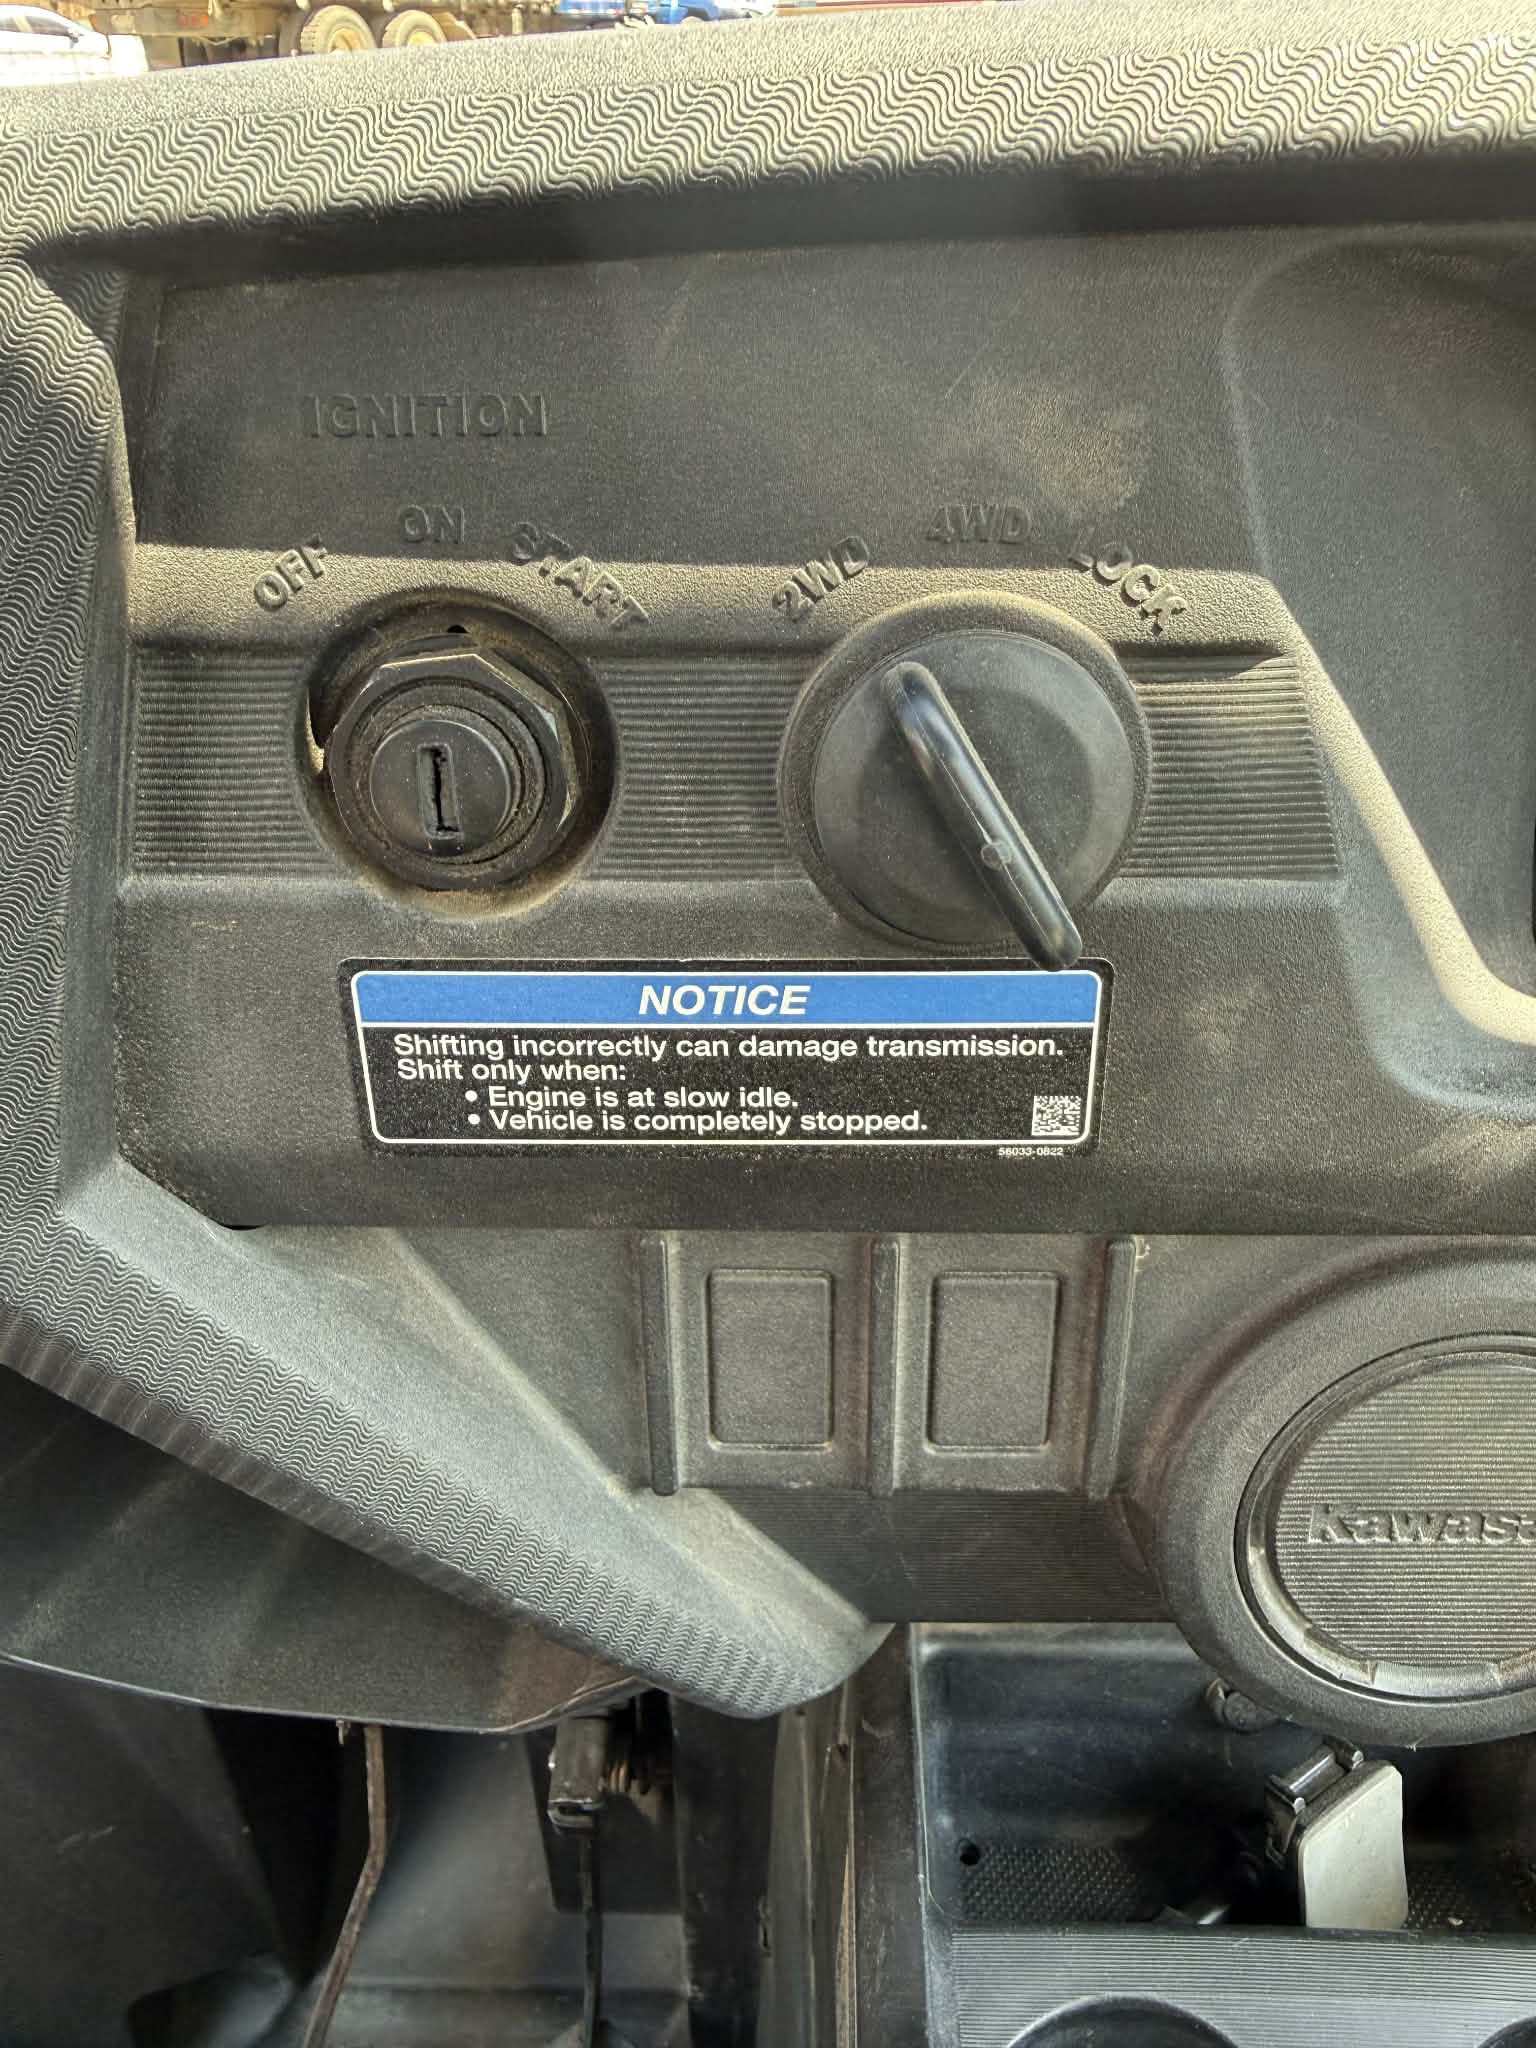 IGNITION
OFF ON START
2WD 4WD LOCK
NOTICE
Shifting incorrectly can damage transmission.
Shift only when:
• Engine is at slow idle.
• Vehicle is completely stopped.
56033-0822
Kawasa